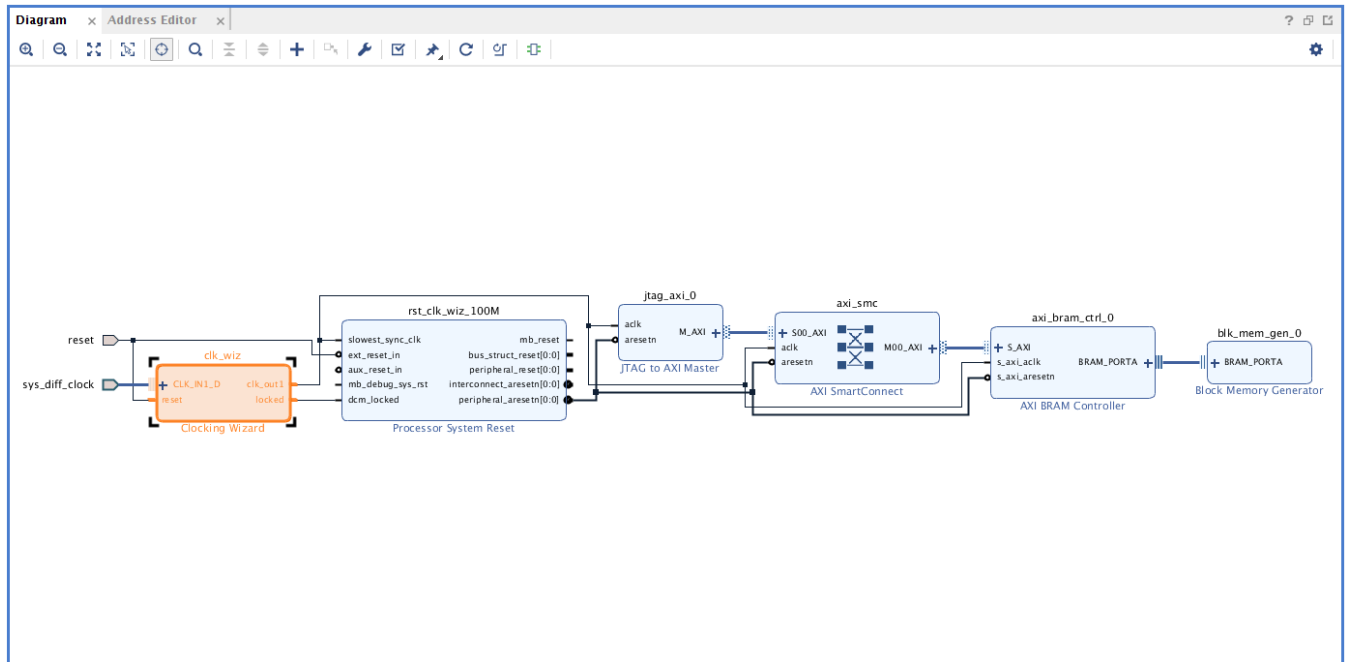 Diagram × Address Editor ×
reset
sys_diff_clock
clk_wiz
CLK_IN1_D clk_out1
reset locked
Clocking Wizard
rst_clk_wiz_100M
slowest_sync_clk mb_reset
ext_reset_in bus_struct_reset[0:0]
aux_reset_in peripheral_reset[0:0]
mb_debug_sys_rst interconnect_aresetn[0:0]
dcm_locked peripheral_aresetn[0:0]
Processor System Reset
jtag_axi_0
aclk M_AXI
aresetn
JTAG to AXI Master
axi_smc
S00_AXI
aclk M00_AXI
aresetn
AXI SmartConnect
axi_bram_ctrl_0
S_AXI
s_axi_aclk BRAM_PORTA
s_axi_aresetn
AXI BRAM Controller
blk_mem_gen_0
BRAM_PORTA
Block Memory Generator